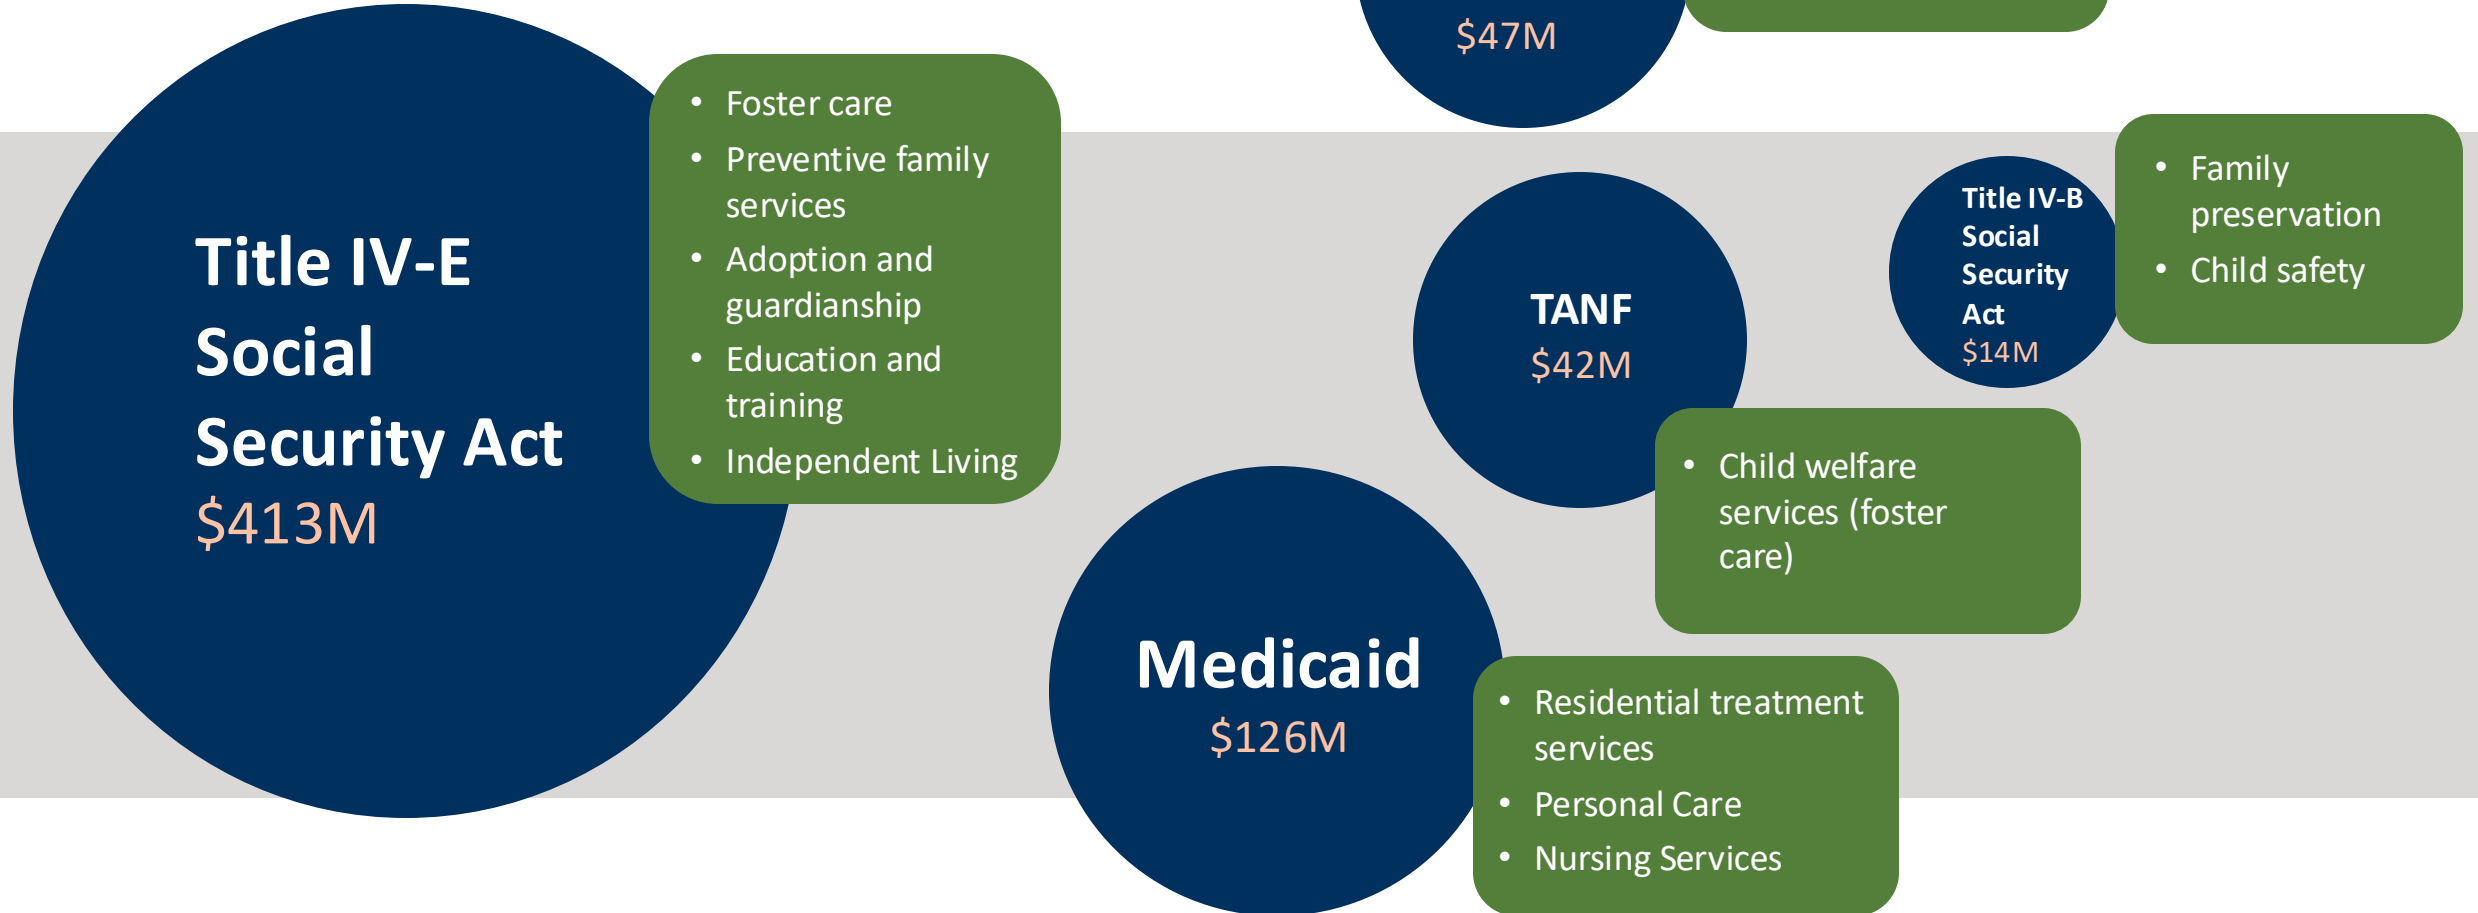 $47M
Title IV-E
Social
Security Act
$413M
• Foster care
• Preventive family
services
• Adoption and
guardianship
• Education and
training
• Independent Living
TANF
$42M
• Child welfare
services (foster
care)
Title IV-B
Social
Security
Act
$14M
• Family
preservation
• Child safety
Medicaid
$126M
• Residential treatment
services
• Personal Care
• Nursing Services